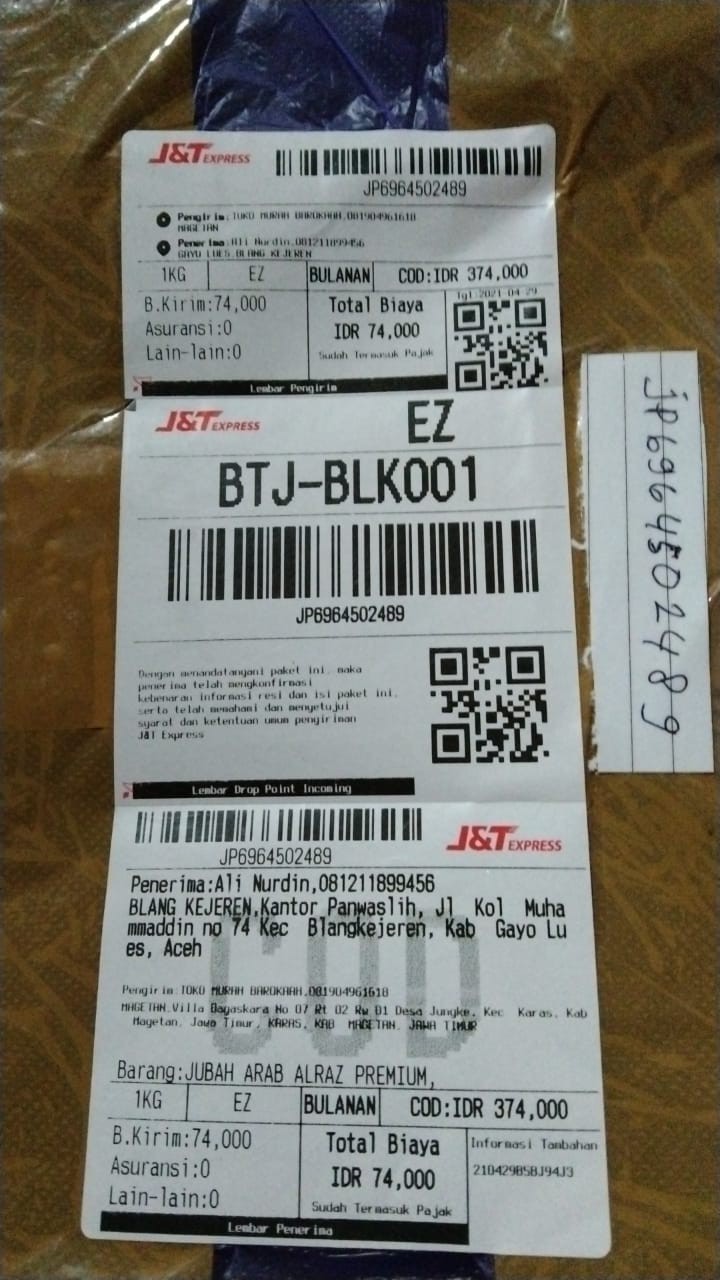 J&T EXPRESS
JP6964502489
Pengirim:TOKO MURAH BAROKAAH,081904961618
MAGETAN
Penerima:Ali Nurdin,081211899456
GAYO LUES,BLANG KEJEREN
1KG EZ BULANAN COD:IDR 374,000
B.Kirim:74,000
Asuransi:0
Lain-lain:0
Total Biaya
IDR 74,000
Sudah Termasuk Pajak
Tgl:2021-04-29
Lembar Pengirim
J&T EXPRESS
EZ
BTJ-BLK001
JP6964502489
Dengan menandatangani paket ini, maka
penerima telah mengkonfirmasi
kebenaran informasi resi dan isi paket ini,
serta telah memahami dan menyetujui
syarat dan ketentuan umum pengiriman
J&T Express
Lembar Drop Point Incoming
JP6964502489
J&T EXPRESS
Penerima:Ali Nurdin,081211899456
BLANG KEJEREN,Kantor Panwaslih, Jl Kol Muha
mmaddin no 74 Kec Blangkejeren, Kab Gayo Lu
es, Aceh
COD
Pengirim:TOKO MURAH BAROKAAH,081904961618
MAGETAN,Villa Bagaskara No 07 Rt 02 Rw 01 Desa Jungke, Kec Karas, Kab
Magetan, Jawa Timur, KARAS, KAB MAGETAN, JAWA TIMUR
Barang:JUBAH ARAB ALRAZ PREMIUM,
1KG EZ BULANAN COD:IDR 374,000
B.Kirim:74,000
Asuransi:0
Lain-lain:0
Total Biaya
IDR 74,000
Sudah Termasuk Pajak
Informasi Tambahan
210429BSBJ94J3
Lembar Penerima
jP6964502489